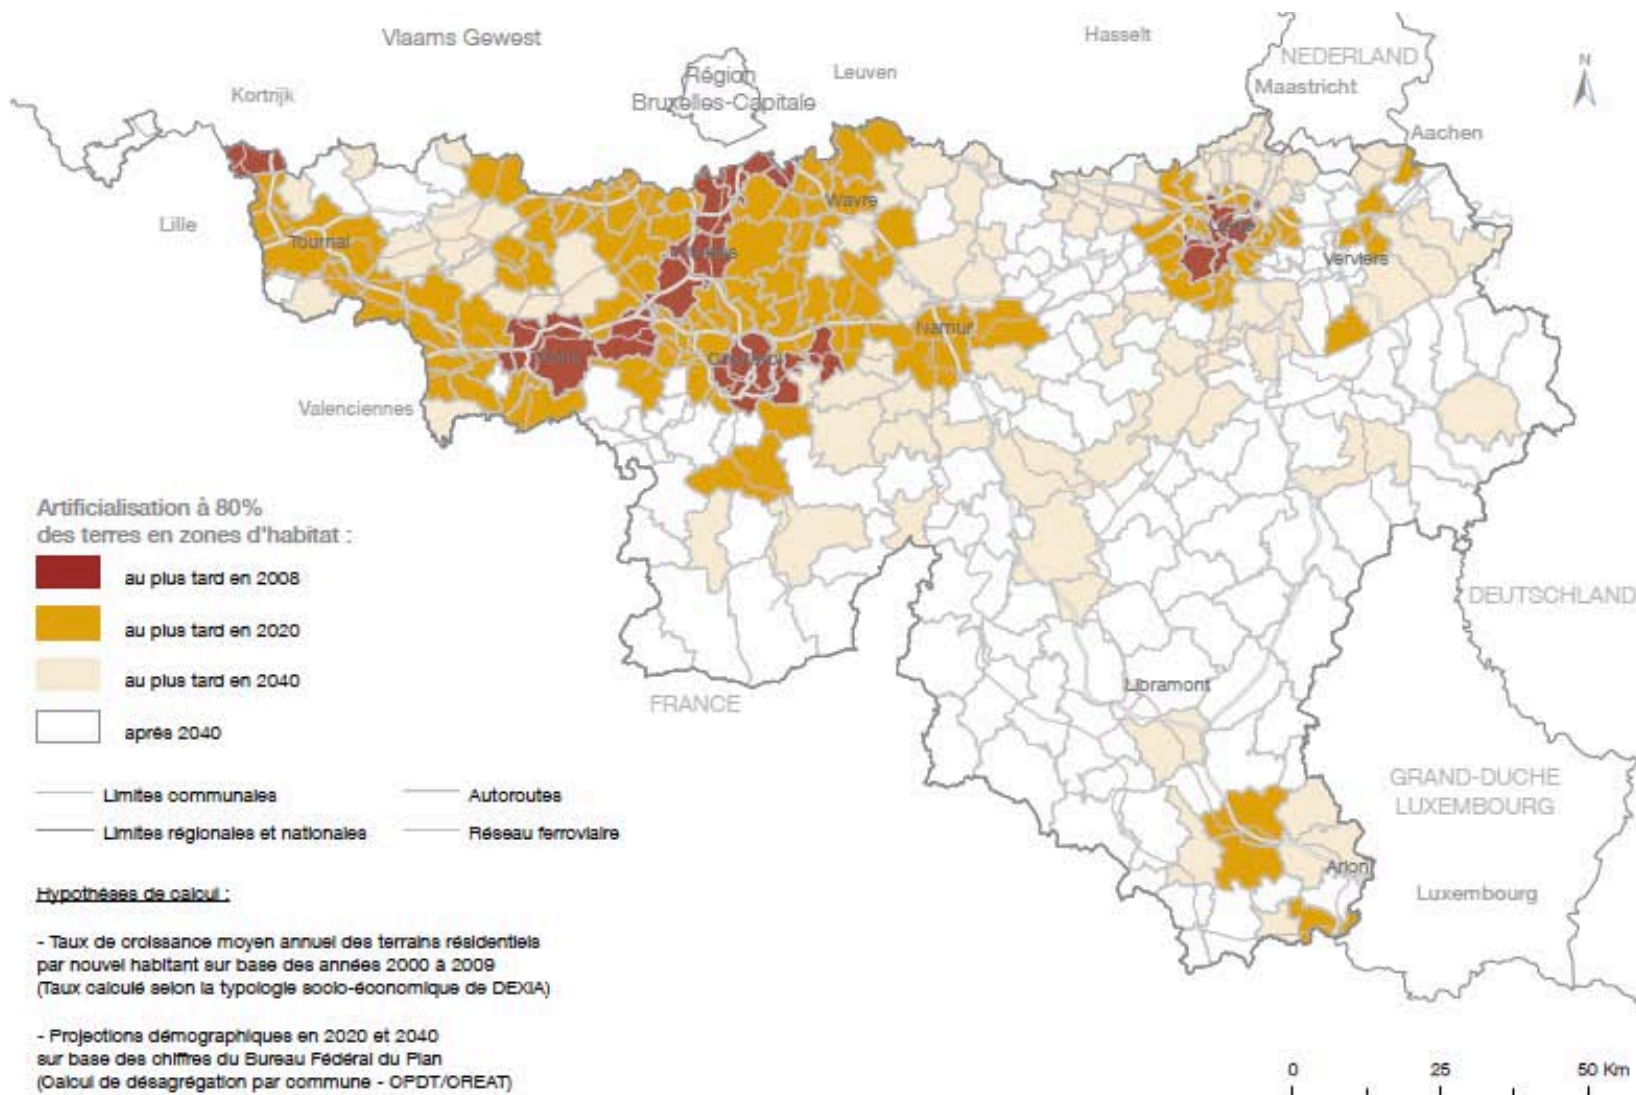 Vlaams Gewest
Hasselt
NEDERLAND
Région
Bruxelles-Capitale
Leuven
Maastricht
N
Kortrijk
Aachen
Lille
Wavre
Tournai
Liège
Verviers
Namur
Mons
Charleroi
Valenciennes
Artificialisation à 80%
des terres en zones d'habitat :
au plus tard en 2008
au plus tard en 2020
au plus tard en 2040
après 2040
Limites communales
Autoroutes
Limites régionales et nationales
Réseau ferroviaire
DEUTSCHLAND
FRANCE
Libramont
GRAND-DUCHE
LUXEMBOURG
Arlon
Luxembourg
Hypothèses de calcul :
- Taux de croissance moyen annuel des terrains résidentiels
par nouvel habitant sur base des années 2000 à 2009
(Taux calculé selon la typologie socio-économique de DEXIA)
- Projections démographiques en 2020 et 2040
sur base des chiffres du Bureau Fédéral du Plan
(Calcul de désagrégation par commune - CPDT/CREAT)
0 25 50 Km